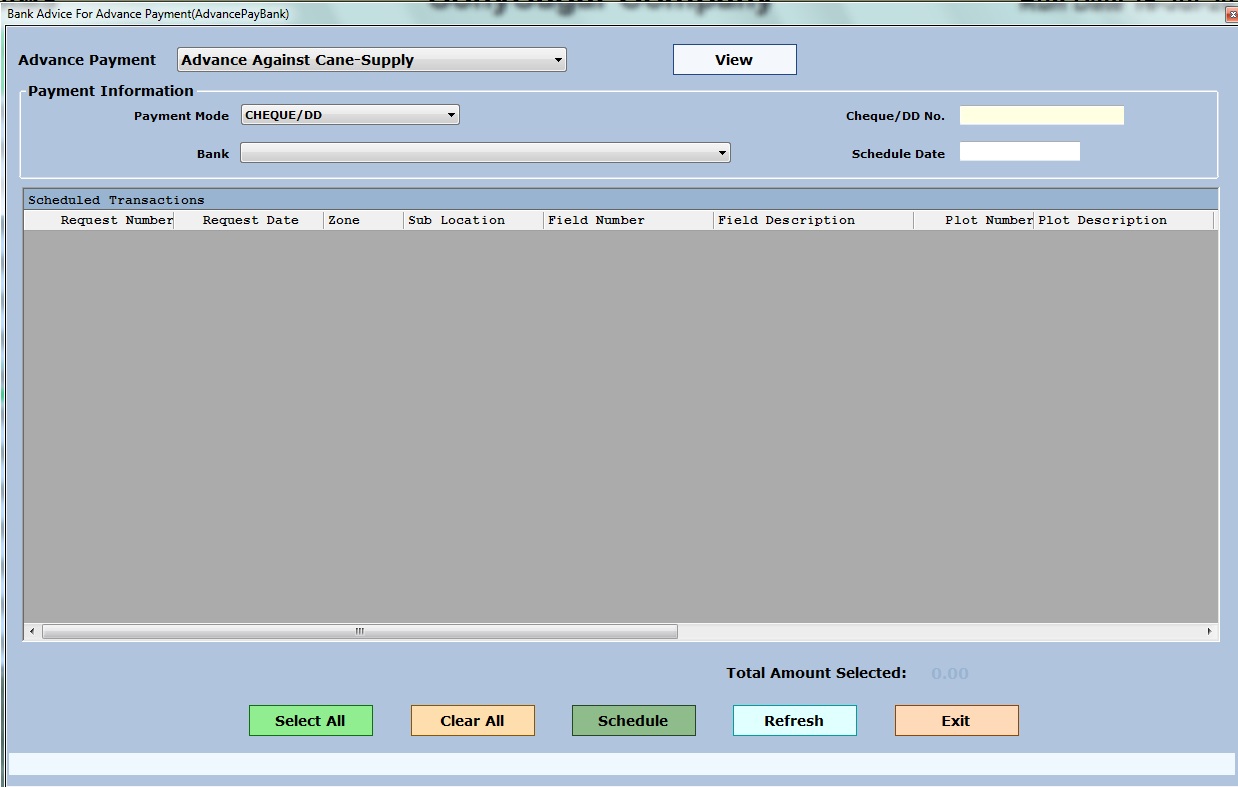 Bank Advice For Advance Payment(AdvancePayBank)
Advance Payment Advance Against Cane-Supply View
Payment Information
Payment Mode CHEQUE/DD Cheque/DD No.
Bank Schedule Date
Scheduled Transactions
Request Number Request Date Zone Sub Location Field Number Field Description Plot Number Plot Description
Total Amount Selected: 0.00
Select All Clear All Schedule Refresh Exit